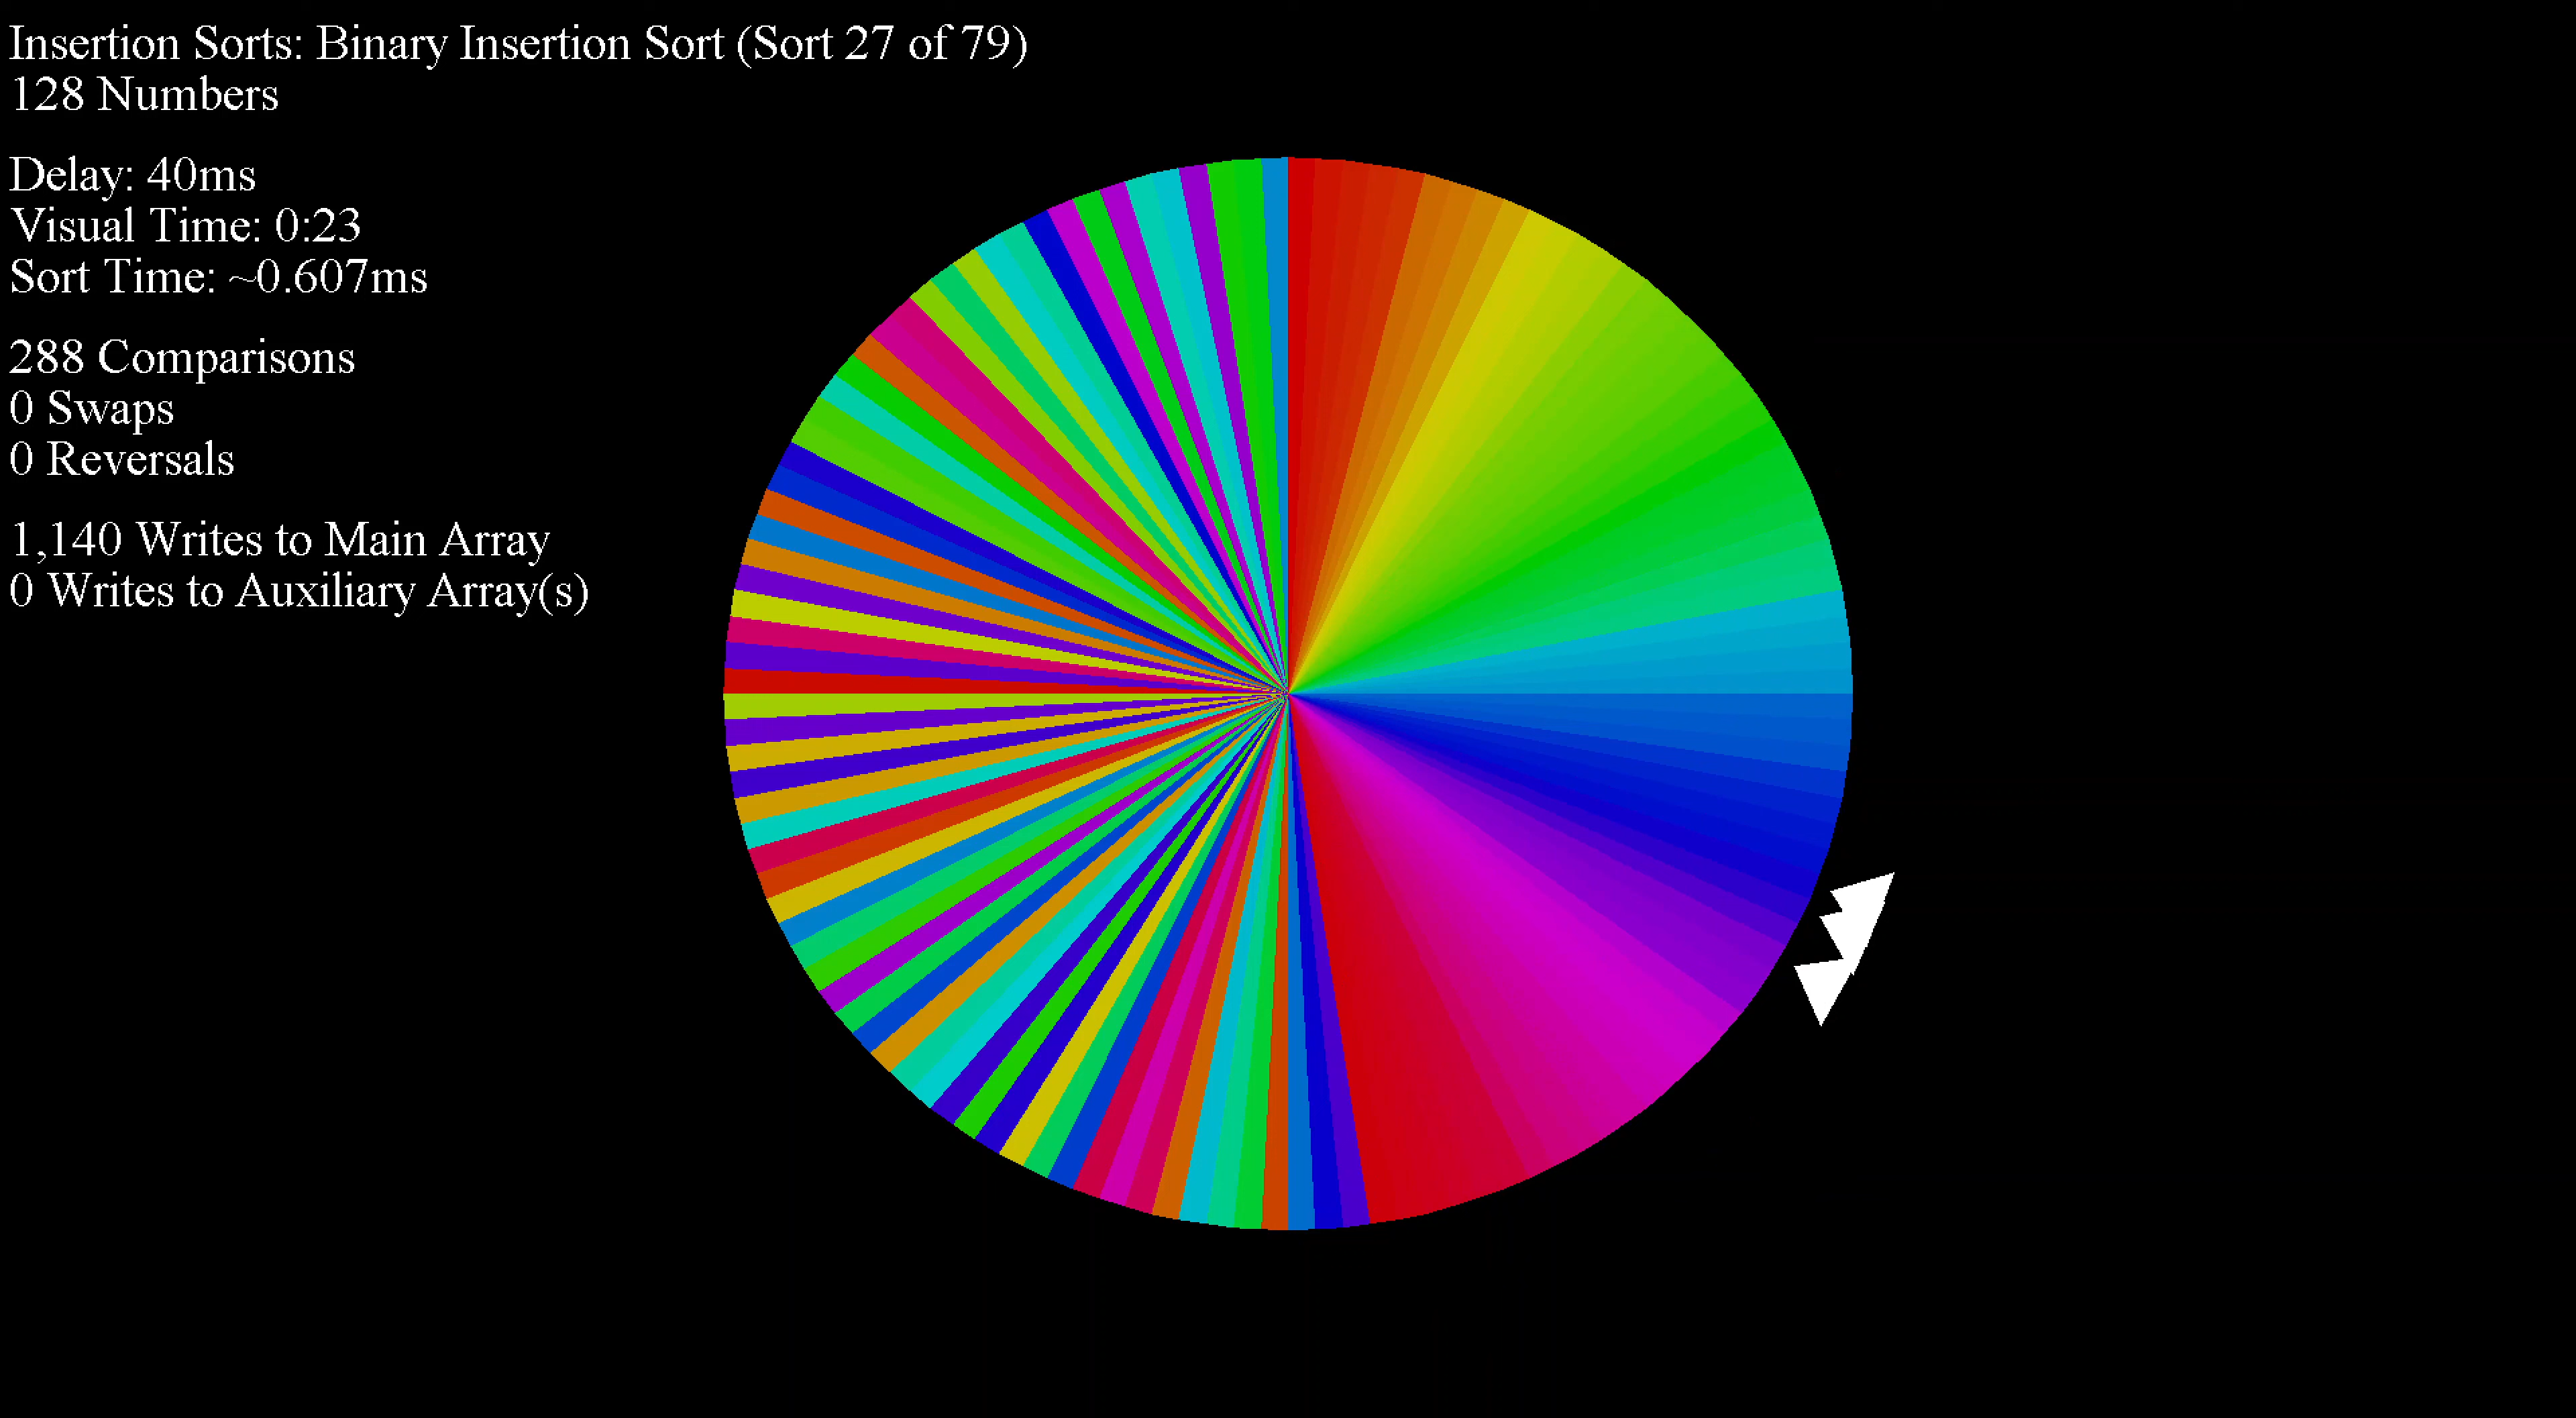 Insertion Sorts: Binary Insertion Sort (Sort 27 of 79)
128 Numbers
Delay: 40ms
Visual Time: 0:23
Sort Time: ~0.607ms
288 Comparisons
0 Swaps
0 Reversals
1,140 Writes to Main Array
0 Writes to Auxiliary Array(s)